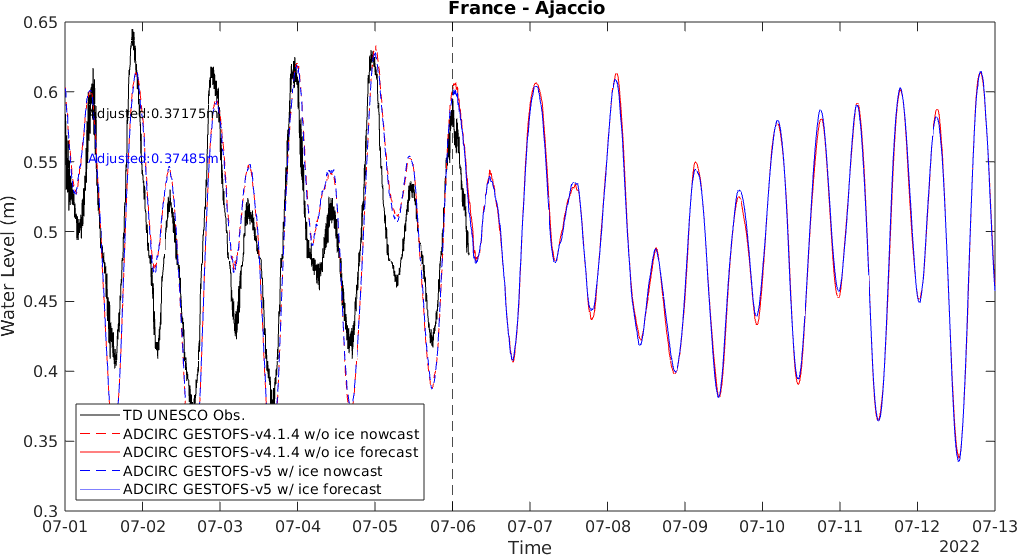 France - Ajaccio
0.65
0.6
0.55
0.5
0.45
0.4
0.35
0.3
Water Level (m)
Adjusted:0.37175m
Adjusted:0.37485m
TD UNESCO Obs.
ADCIRC GESTOFS-v4.1.4 w/o ice nowcast
ADCIRC GESTOFS-v4.1.4 w/o ice forecast
ADCIRC GESTOFS-v5 w/ ice nowcast
ADCIRC GESTOFS-v5 w/ ice forecast
07-01 07-02 07-03 07-04 07-05 07-06 07-07 07-08 07-09 07-10 07-11 07-12 07-13
Time
2022